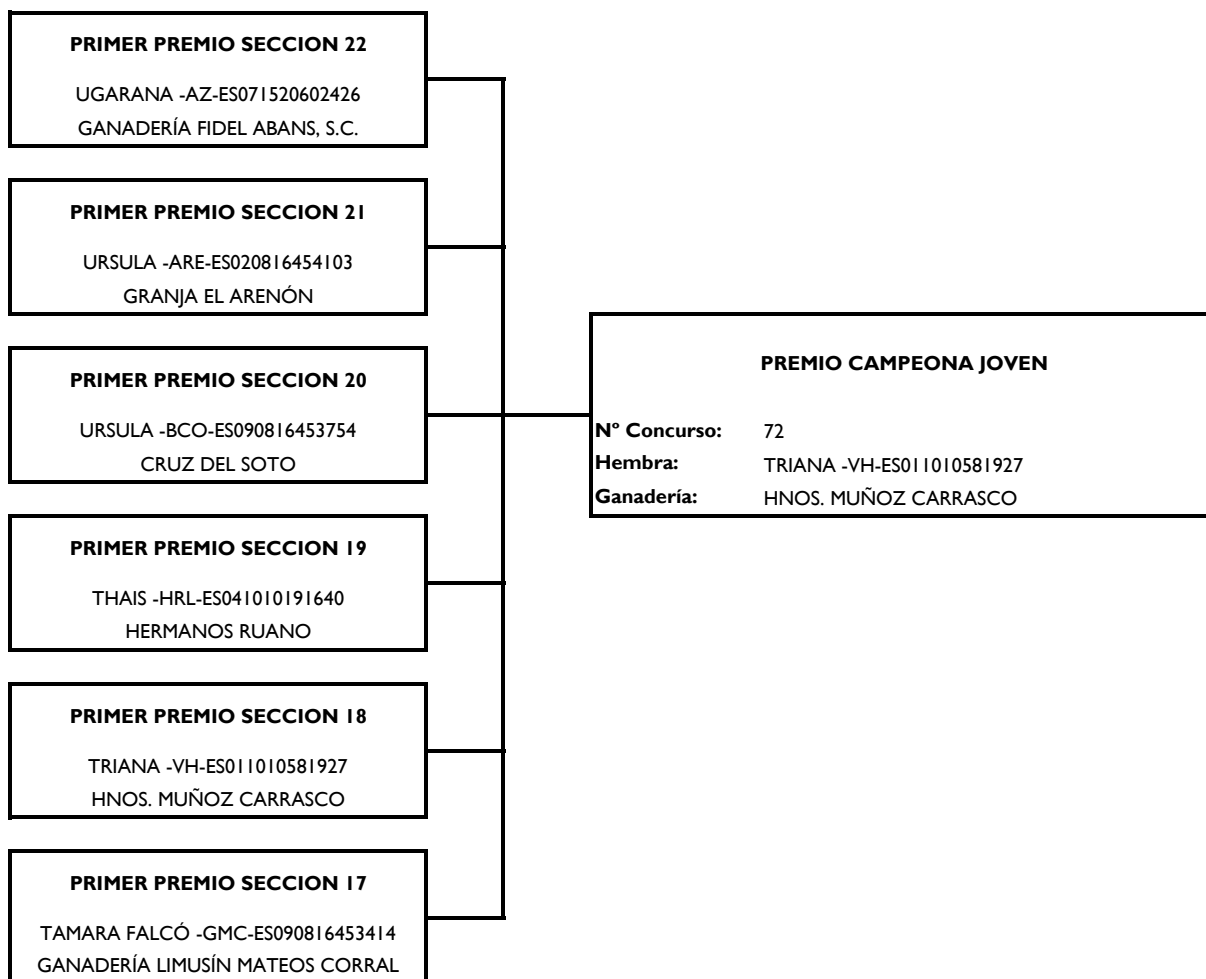 PRIMER PREMIO SECCION 22
UGARANA -AZ-ES071520602426
GANADERÍA FIDEL ABANS, S.C.
PRIMER PREMIO SECCION 21
URSULA -ARE-ES020816454103
GRANJA EL ARENÓN
PRIMER PREMIO SECCION 20
URSULA -BCO-ES090816453754
CRUZ DEL SOTO
PRIMER PREMIO SECCION 19
THAIS -HRL-ES041010191640
HERMANOS RUANO
PRIMER PREMIO SECCION 18
TRIANA -VH-ES011010581927
HNOS. MUÑOZ CARRASCO
PRIMER PREMIO SECCION 17
TAMARA FALCÓ -GMC-ES090816453414
GANADERÍA LIMUSÍN MATEOS CORRAL
PREMIO CAMPEONA JOVEN
Nº Concurso: 72
Hembra: TRIANA -VH-ES011010581927
Ganadería: HNOS. MUÑOZ CARRASCO